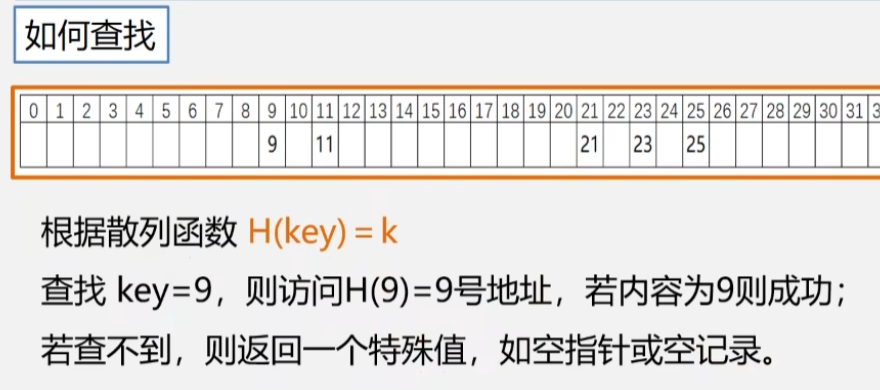 如何查找
0 1 2 3 4 5 6 7 8 9 10 11 12 13 14 15 16 17 18 19 20 21 22 23 24 25 26 27 28 29 30 31 3
9 11 21 23 25
根据散列函数 H(key) = k
查找 key=9，则访问H(9)=9号地址，若内容为9则成功；
若查不到，则返回一个特殊值，如空指针或空记录。